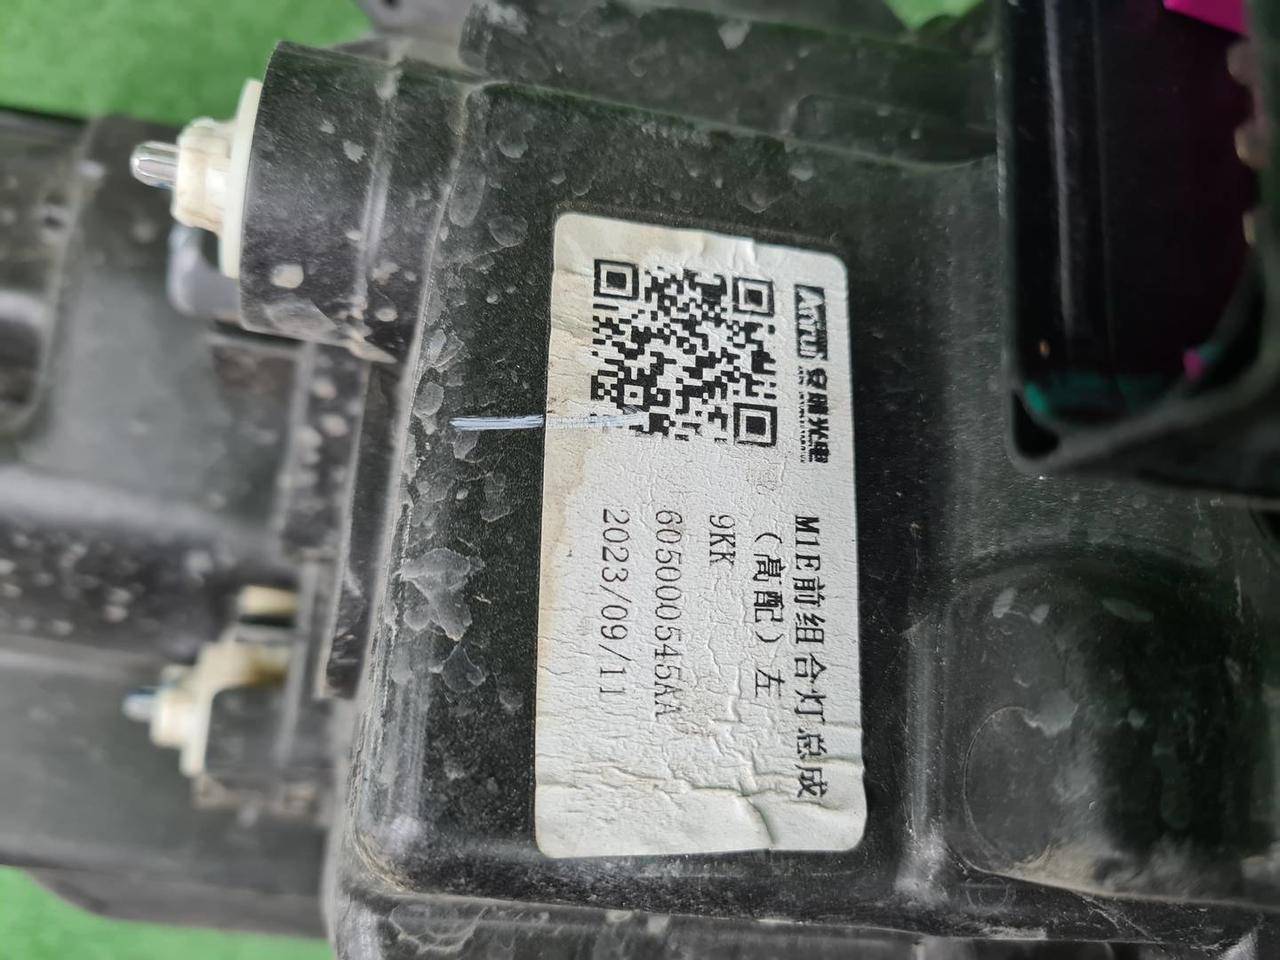 Anrui 安瑞光电
M1E前组合灯总成
（高配）左
9KK
605000545AA
2023/09/11